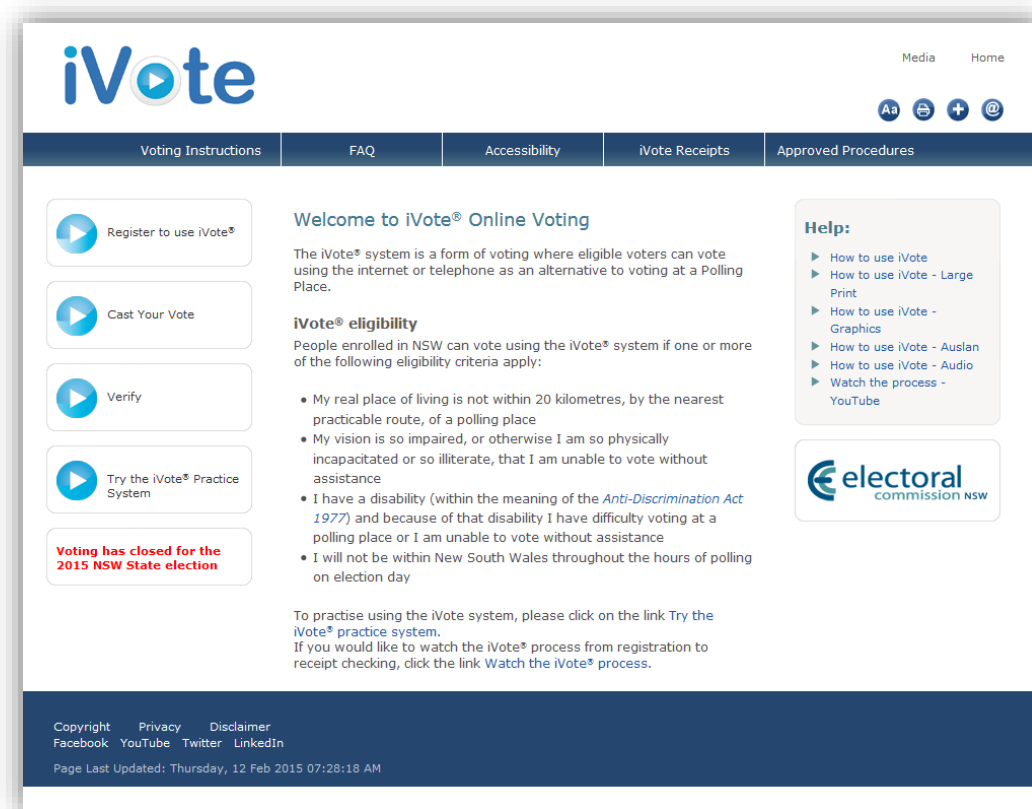 iVote
Media Home
Aa @
Voting Instructions FAQ Accessibility iVote Receipts Approved Procedures
Register to use iVote®
Cast Your Vote
Verify
Try the iVote® Practice
System
Voting has closed for the
2015 NSW State election
Welcome to iVote® Online Voting
The iVote® system is a form of voting where eligible voters can vote
using the internet or telephone as an alternative to voting at a Polling
Place.
iVote® eligibility
People enrolled in NSW can vote using the iVote® system if one or more
of the following eligibility criteria apply:
• My real place of living is not within 20 kilometres, by the nearest
practicable route, of a polling place
• My vision is so impaired, or otherwise I am so physically
incapacitated or so illiterate, that I am unable to vote without
assistance
• I have a disability (within the meaning of the Anti-Discrimination Act
1977) and because of that disability I have difficulty voting at a
polling place or I am unable to vote without assistance
• I will not be within New South Wales throughout the hours of polling
on election day
To practise using the iVote system, please click on the link Try the
iVote® practice system.
If you would like to watch the iVote® process from registration to
receipt checking, click the link Watch the iVote® process.
Help:
How to use iVote
How to use iVote - Large
Print
How to use iVote -
Graphics
How to use iVote - Auslan
How to use iVote - Audio
Watch the process -
YouTube
electoral
commission NSW
Copyright Privacy Disclaimer
Facebook YouTube Twitter LinkedIn
Page Last Updated: Thursday, 12 Feb 2015 07:28:18 AM